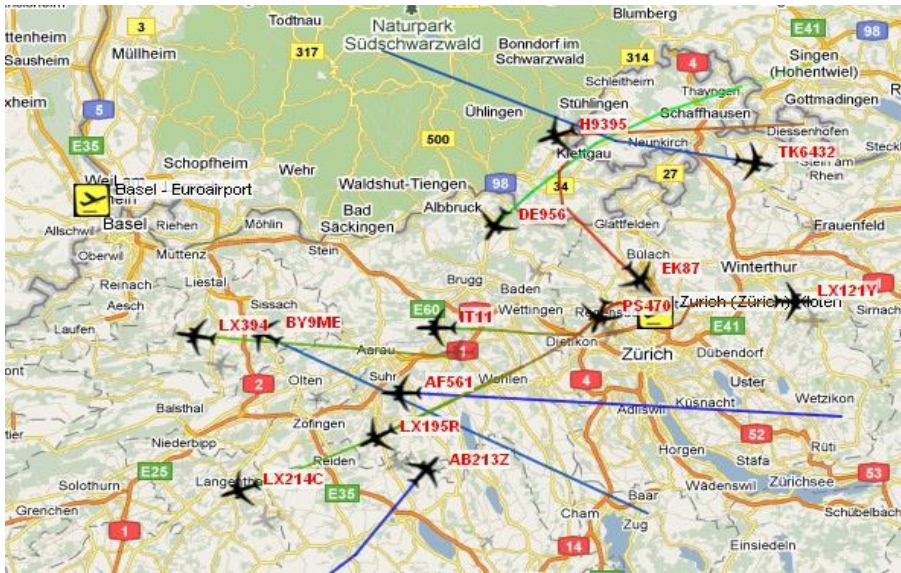 Todtnau
Naturpark
Südschwarzwald
Blumberg
E41
98
3
Müllheim
317
Bonndorf im
Schwarzwald
314
4
Singen
(Hohentwiel)
Schleitheim
Thayngen
Gottmadingen
5
Ühlingen
Stühlingen
Schaffhausen
H9395
E35
500
Klettgau
Neunkirch
Diessenhofen
TK6432
Stein am
Rhein
Schopfheim
Wehr
Waldshut-Tiengen
98
34
27
Basel - Euroairport
Albbruck
DE956
Glattfelden
Frauenfeld
Basel
Riehen
Möhlin
Bad
Säckingen
Allschwil
Oberwil
Muttenz
Stein
Bülach
EK87
Winterthur
Reinach
Liestal
Brugg
Baden
LX121Y
Aesch
Sissach
E60
Wettingen
PS470
Zurich (Zürich) Kloten
Sirnach
Laufen
LX394
BY9ME
IT11
E41
Aarau
1
Dietikon
Zürich
Dübendorf
2
Olten
Suhr
AF561
Wohlen
4
Uster
Küsnacht
Wetzikon
Balsthal
Zofingen
Adliswil
LX195R
52
Niederbipp
Reiden
AB213Z
Horgen
Stäfa
Rüti
E25
Solothurn
LX214C
E35
Baar
Wädenswil
Zürichsee
53
Grenchen
1
Cham
Zug
Schübelbach
14
Einsiedeln